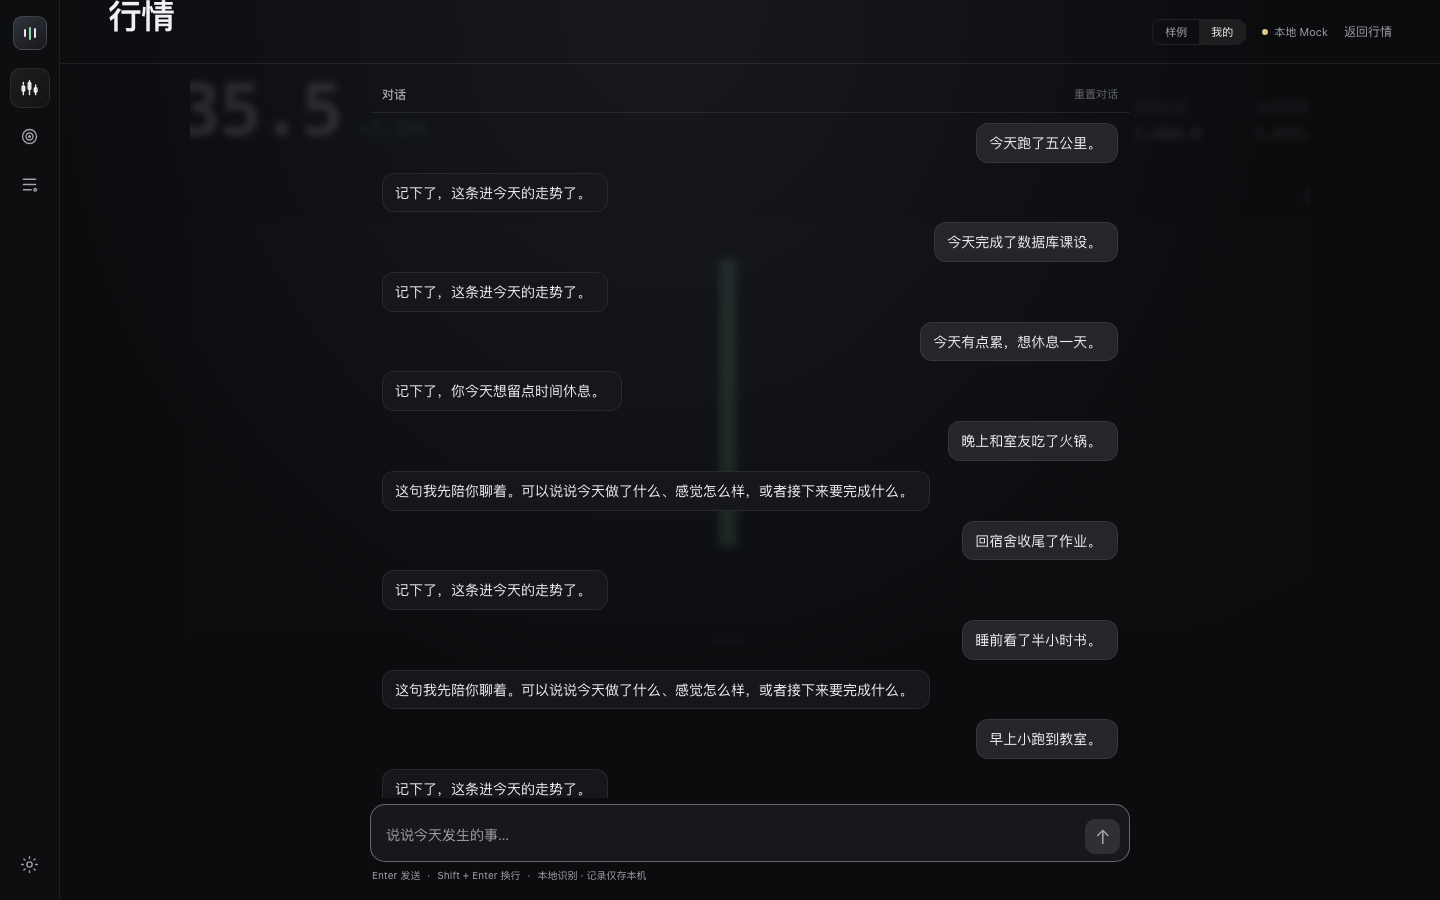 行情
样例
我的
本地 Mock
返回行情
35.5
对话
重置对话
今天跑了五公里。
记下了，这条进今天的走势了。
今天完成了数据库课设。
记下了，这条进今天的走势了。
今天有点累，想休息一天。
记下了，你今天想留点时间休息。
晚上和室友吃了火锅。
这句我先陪你聊着。可以说说今天做了什么、感觉怎么样，或者接下来要完成什么。
回宿舍收尾了作业。
记下了，这条进今天的走势了。
睡前看了半小时书。
这句我先陪你聊着。可以说说今天做了什么、感觉怎么样，或者接下来要完成什么。
早上小跑到教室。
记下了，这条进今天的走势了。
说说今天发生的事...
Enter 发送 · Shift + Enter 换行 · 本地识别 · 记录仅存本机